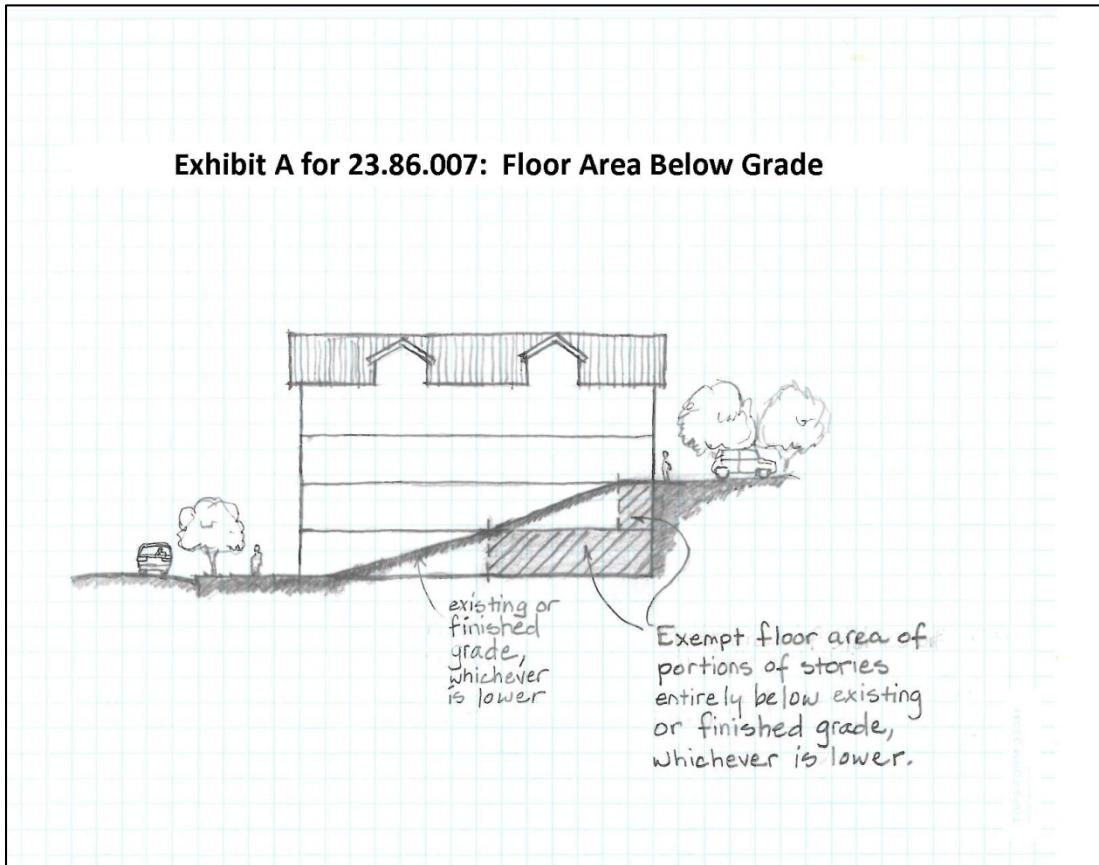 Exhibit A for 23.86.007: Floor Area Below Grade
existing or
finished
grade,
whichever
is lower
Exempt floor area of
portions of stories
entirely below existing
or finished grade,
whichever is lower.